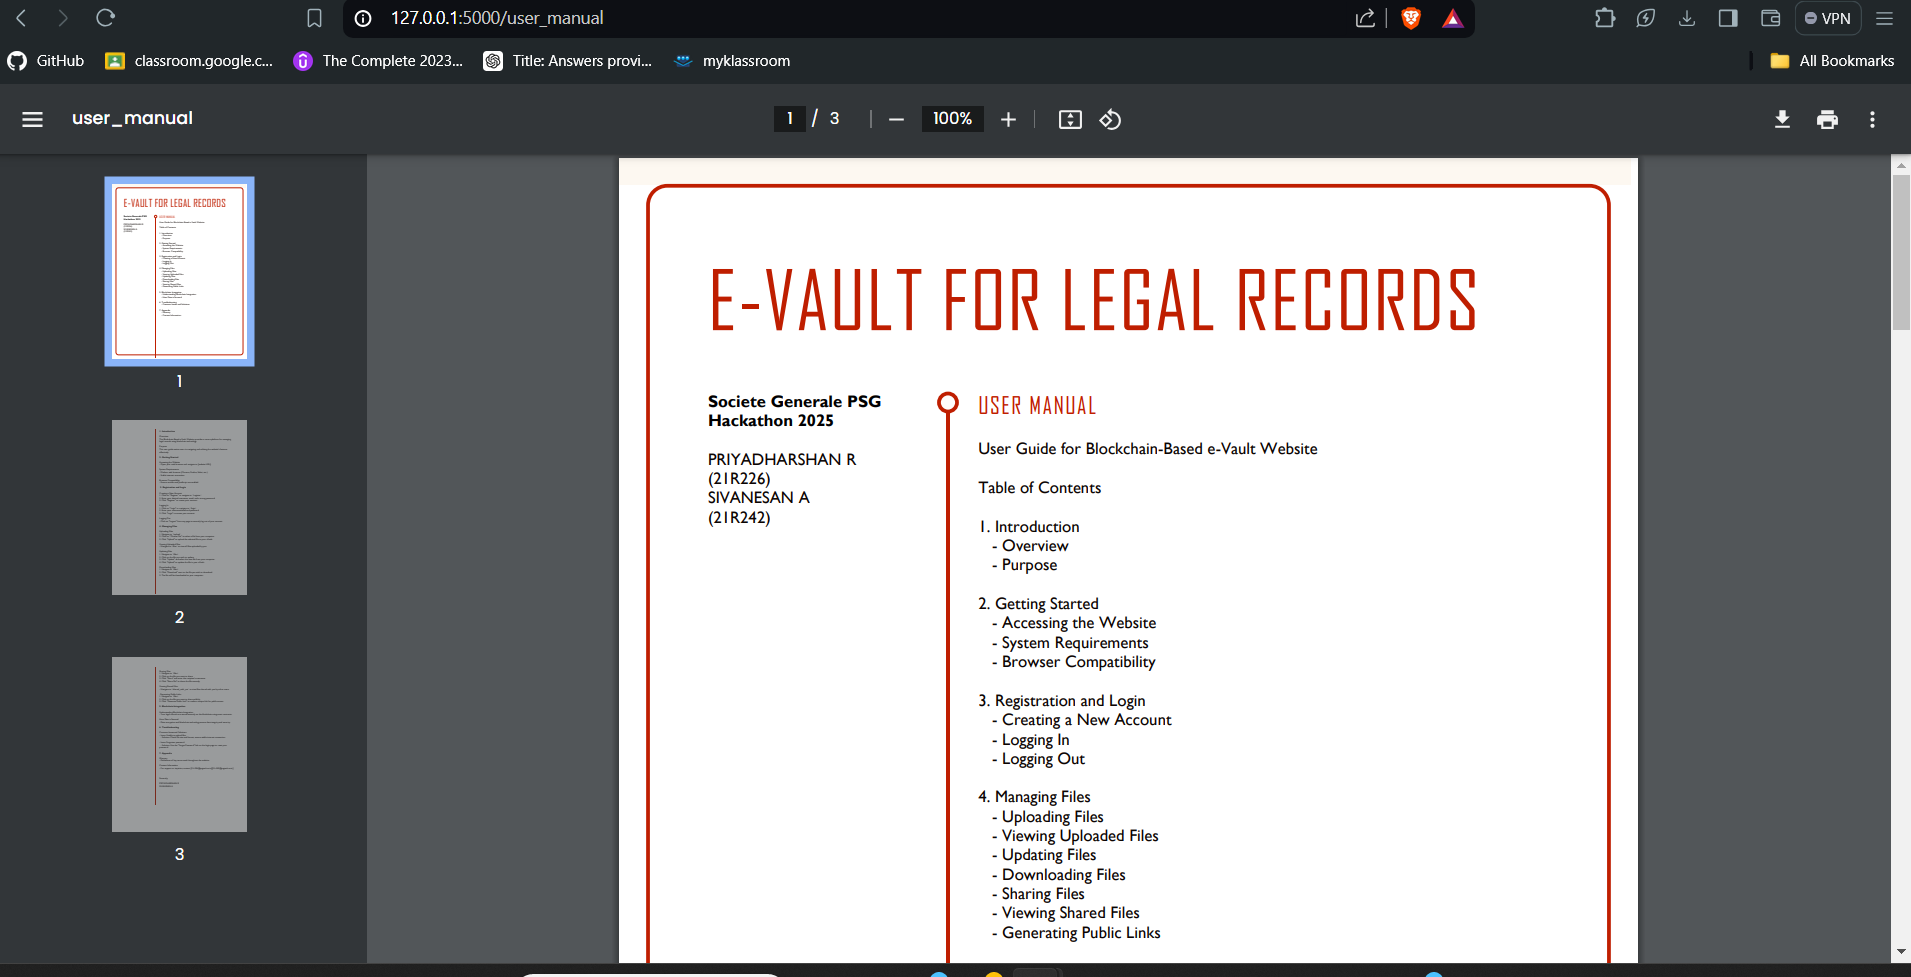 127.0.0.1:5000/user_manual
VPN
GitHub
classroom.google.c...
The Complete 2023...
Title: Answers provi...
myklassroom
All Bookmarks
user_manual
1 / 3
100%
E-VAULT FOR LEGAL RECORDS
1
2
3
E-VAULT FOR LEGAL RECORDS
Societe Generale PSG
Hackathon 2025
PRIYADHARSHAN R
(21R226)
SIVANESAN A
(21R242)
USER MANUAL
User Guide for Blockchain-Based e-Vault Website
Table of Contents
1. Introduction
- Overview
- Purpose
2. Getting Started
- Accessing the Website
- System Requirements
- Browser Compatibility
3. Registration and Login
- Creating a New Account
- Logging In
- Logging Out
4. Managing Files
- Uploading Files
- Viewing Uploaded Files
- Updating Files
- Downloading Files
- Sharing Files
- Viewing Shared Files
- Generating Public Links